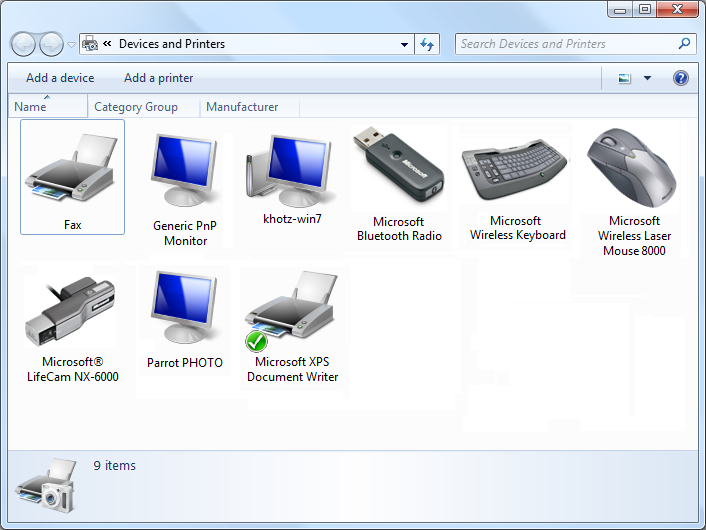 « Devices and Printers
Search Devices and Printers
Add a device
Add a printer
Name
Category Group
Manufacturer
Fax
Generic PnP
Monitor
khotz-win7
Microsoft
Microsoft
Bluetooth Radio
Microsoft
Wireless Keyboard
Microsoft
Wireless Laser
Mouse 8000
Microsoft®
LifeCam NX-6000
Parrot PHOTO
Microsoft XPS
Document Writer
9 items